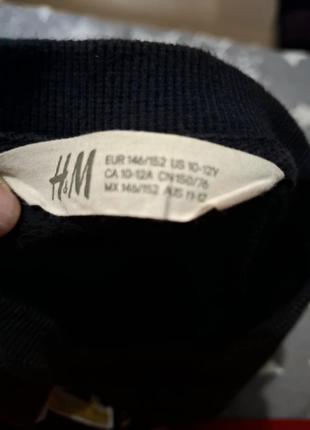 H&M
EUR 146/152 US 10-12Y
CA 10-12A CN 150/76
MX 146/152 AUS 11-12